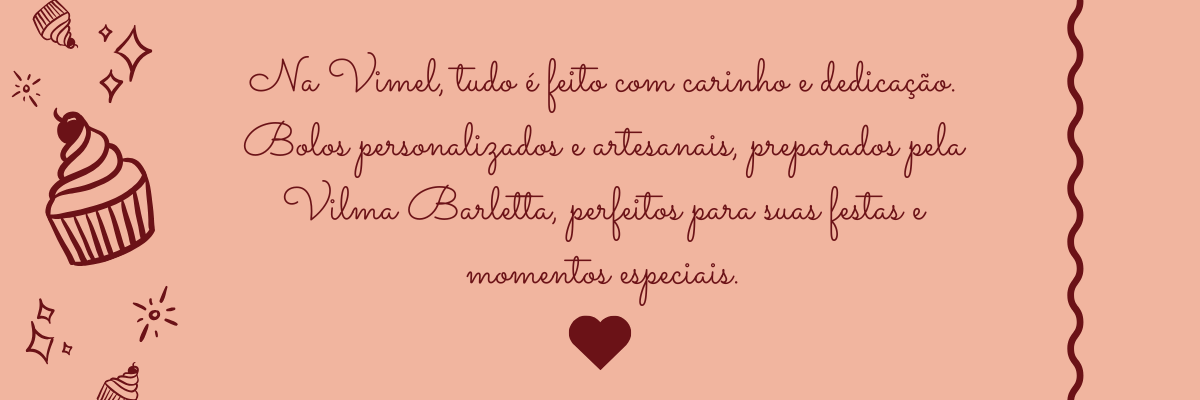 Na Vimel, tudo é feito com carinho e dedicação.
Bolos personalizados e artesanais, preparados pela
Vilma Barletta, perfeitos para suas festas e
momentos especiais.